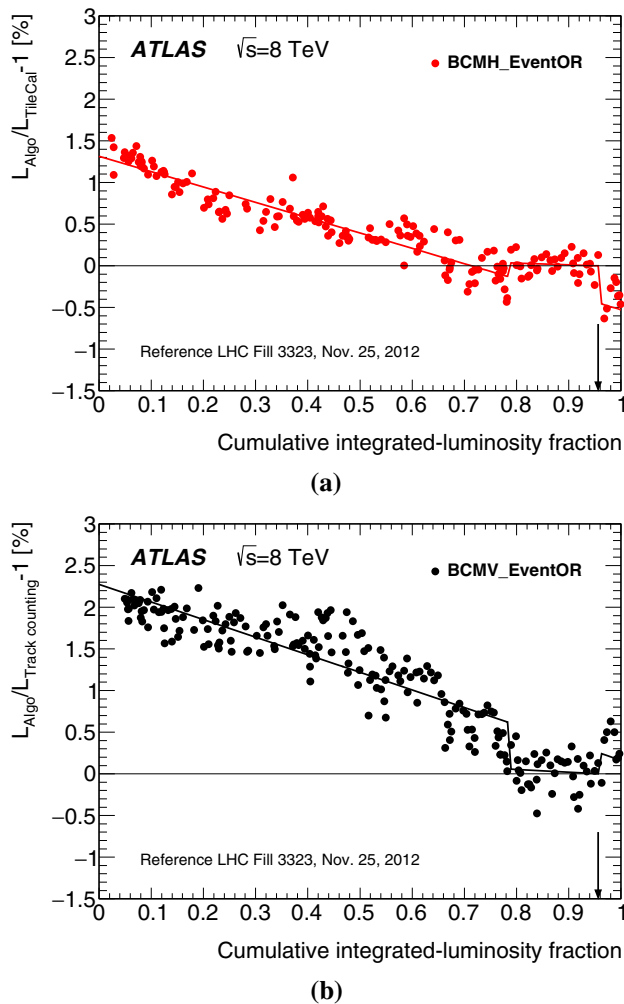 L_Algo/L_TileCal-1 [%]
3
2.5
2
1.5
1
0.5
0
−0.5
−1
−1.5
ATLAS √s=8 TeV
BCMH_EventOR
Reference LHC Fill 3323, Nov. 25, 2012
0 0.1 0.2 0.3 0.4 0.5 0.6 0.7 0.8 0.9 1
Cumulative integrated-luminosity fraction
(a)
L_Algo/L_Track counting-1 [%]
3
2.5
2
1.5
1
0.5
0
−0.5
−1
−1.5
ATLAS √s=8 TeV
BCMV_EventOR
Reference LHC Fill 3323, Nov. 25, 2012
0 0.1 0.2 0.3 0.4 0.5 0.6 0.7 0.8 0.9 1
Cumulative integrated-luminosity fraction
(b)